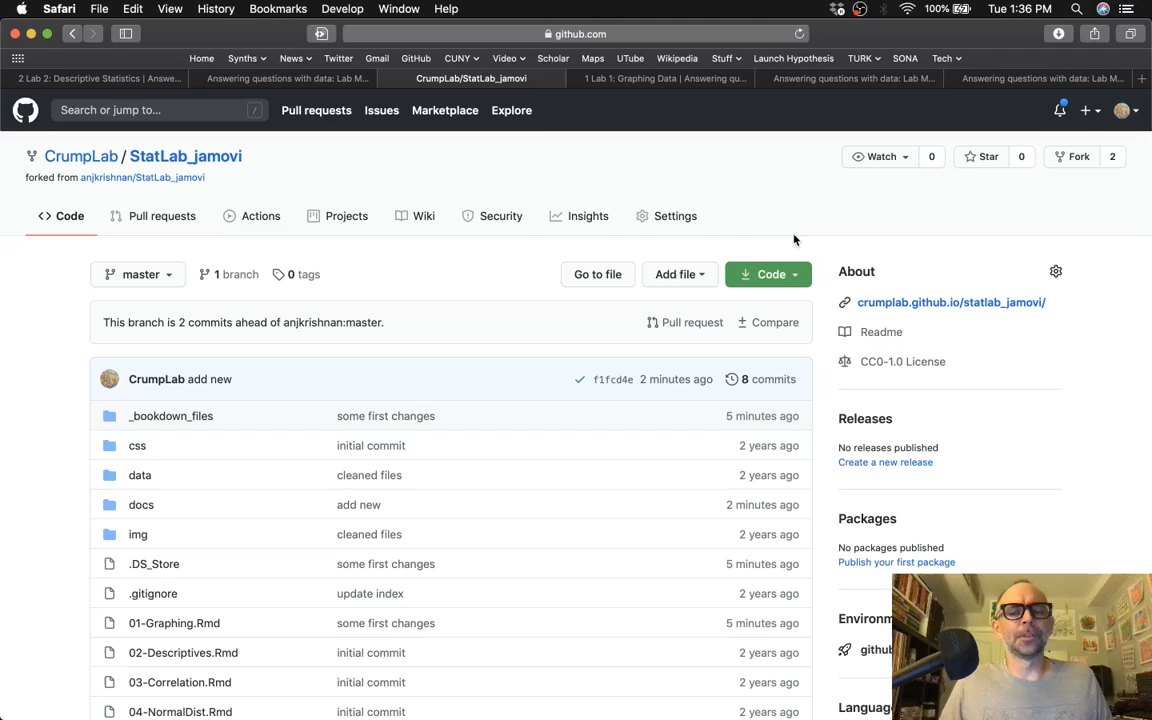 Safari File Edit View History Bookmarks Develop Window Help 100% Tue 1:36 PM
github.com
Home Synths News Twitter Gmail GitHub CUNY Video Scholar Maps UTube Wikipedia Stuff Launch Hypothesis TURK SONA Tech
2 Lab 2: Descriptive Statistics | Answe... Answering questions with data: Lab M... CrumpLab/StatLab_jamovi 1 Lab 1: Graphing Data | Answering qu... Answering questions with data: Lab M... Answering questions with data: Lab M...
Search or jump to... / Pull requests Issues Marketplace Explore
CrumpLab / StatLab_jamovi Watch 0 Star 0 Fork 2
forked from anjkrishnan/StatLab_jamovi
Code Pull requests Actions Projects Wiki Security Insights Settings
master 1 branch 0 tags Go to file Add file Code
This branch is 2 commits ahead of anjkrishnan:master. Pull request Compare
CrumpLab add new f1fcd4e 2 minutes ago 8 commits
_bookdown_files some first changes 5 minutes ago
css initial commit 2 years ago
data cleaned files 2 years ago
docs add new 2 minutes ago
img cleaned files 2 years ago
.DS_Store some first changes 5 minutes ago
.gitignore update index 2 years ago
01-Graphing.Rmd some first changes 5 minutes ago
02-Descriptives.Rmd initial commit 2 years ago
03-Correlation.Rmd initial commit 2 years ago
04-NormalDist.Rmd initial commit 2 years ago
About
crumplab.github.io/statlab_jamovi/
Readme
CC0-1.0 License
Releases
No releases published
Create a new release
Packages
No packages published
Publish your first package
Environm
githu
Languag